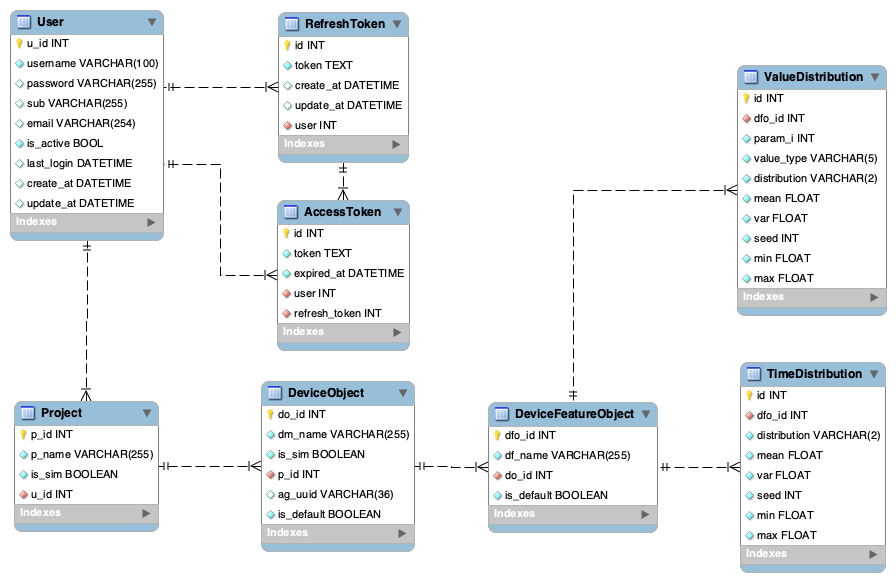 User
u_id INT
username VARCHAR(100)
password VARCHAR(255)
sub VARCHAR(255)
email VARCHAR(254)
is_active BOOL
last_login DATETIME
create_at DATETIME
update_at DATETIME
Indexes
RefreshToken
id INT
token TEXT
create_at DATETIME
update_at DATETIME
user INT
Indexes
AccessToken
id INT
token TEXT
expired_at DATETIME
user INT
refresh_token INT
Indexes
ValueDistribution
id INT
dfo_id INT
param_i INT
value_type VARCHAR(5)
distribution VARCHAR(2)
mean FLOAT
var FLOAT
seed INT
min FLOAT
max FLOAT
Indexes
Project
p_id INT
p_name VARCHAR(255)
is_sim BOOLEAN
u_id INT
Indexes
DeviceObject
do_id INT
dm_name VARCHAR(255)
is_sim BOOLEAN
p_id INT
ag_uuid VARCHAR(36)
is_default BOOLEAN
Indexes
DeviceFeatureObject
dfo_id INT
df_name VARCHAR(255)
do_id INT
is_default BOOLEAN
Indexes
TimeDistribution
id INT
dfo_id INT
distribution VARCHAR(2)
mean FLOAT
var FLOAT
seed INT
min FLOAT
max FLOAT
Indexes